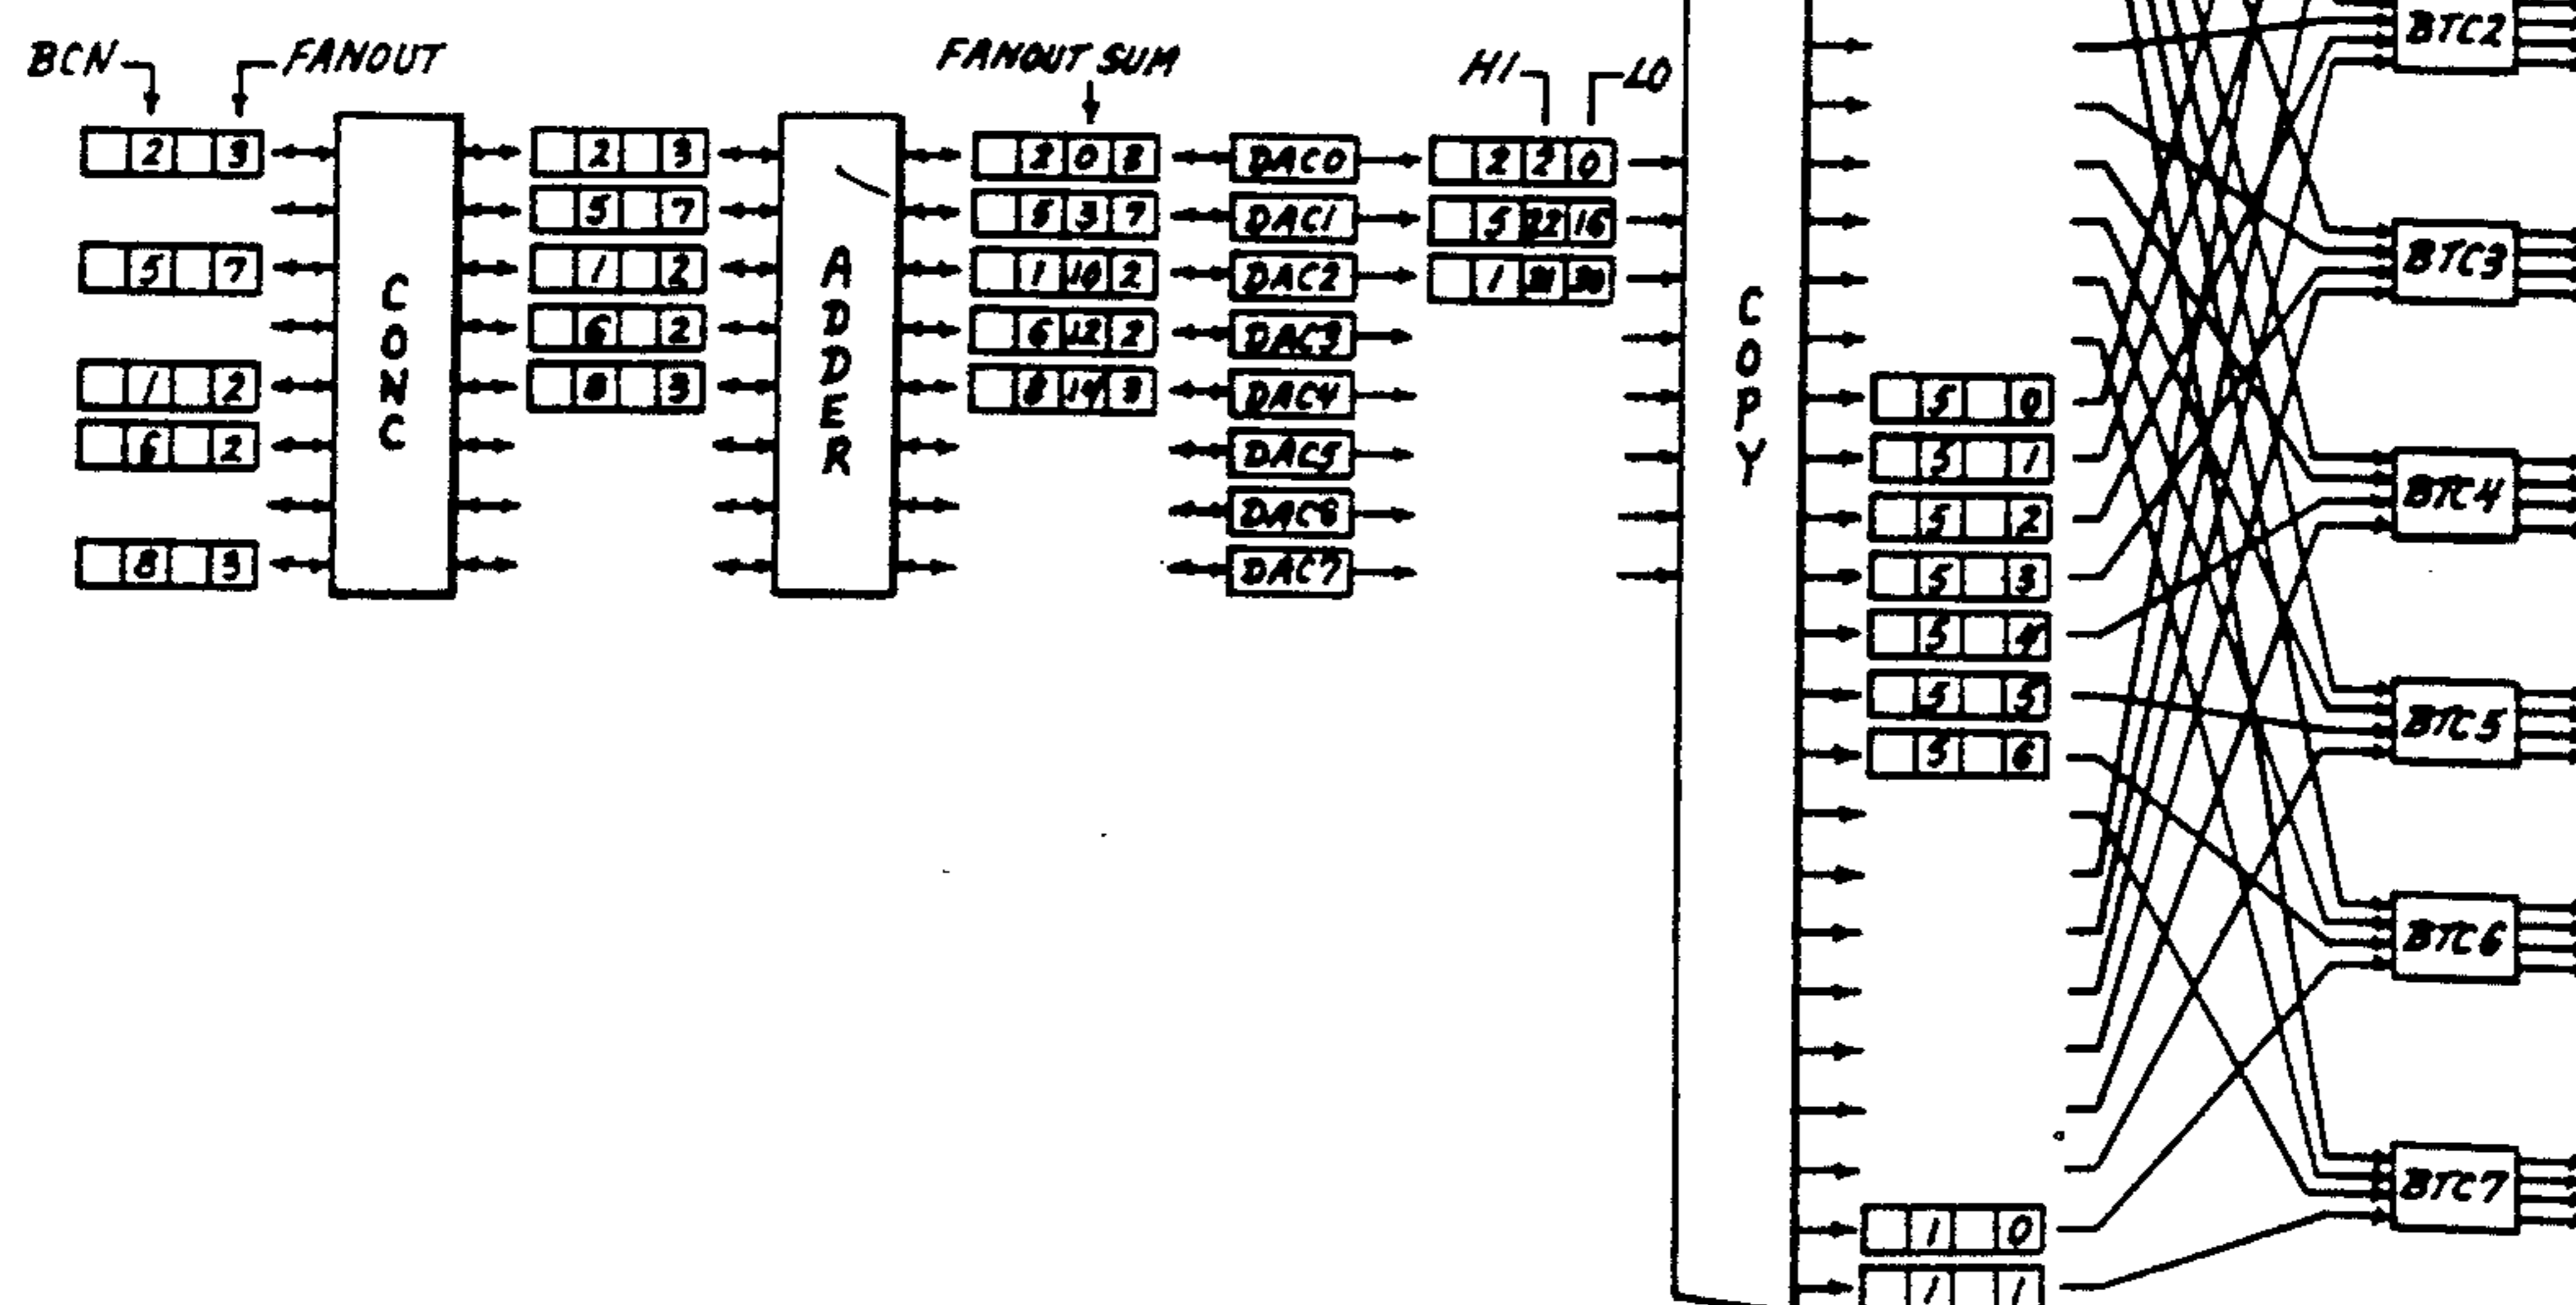 BCN FANOUT FANOUT SUM HI LO BTC2
2 3 2 3 2 0 3 DAC0 2 2 0
5 7 5 3 7 DAC1 5 22 16 BTC3
5 7 1 2 1 10 2 DAC2 1 31 30
6 2 6 12 2 DAC3
1 2 8 3 8 14 3 DAC4 5 0
6 2 DAC5 5 1 BTC4
DAC6 5 2
8 3 DAC7 5 3
5 4
5 5 BTC5
5 6
BTC6
BTC7
1 0
1 1
CONC
ADDER
COPY